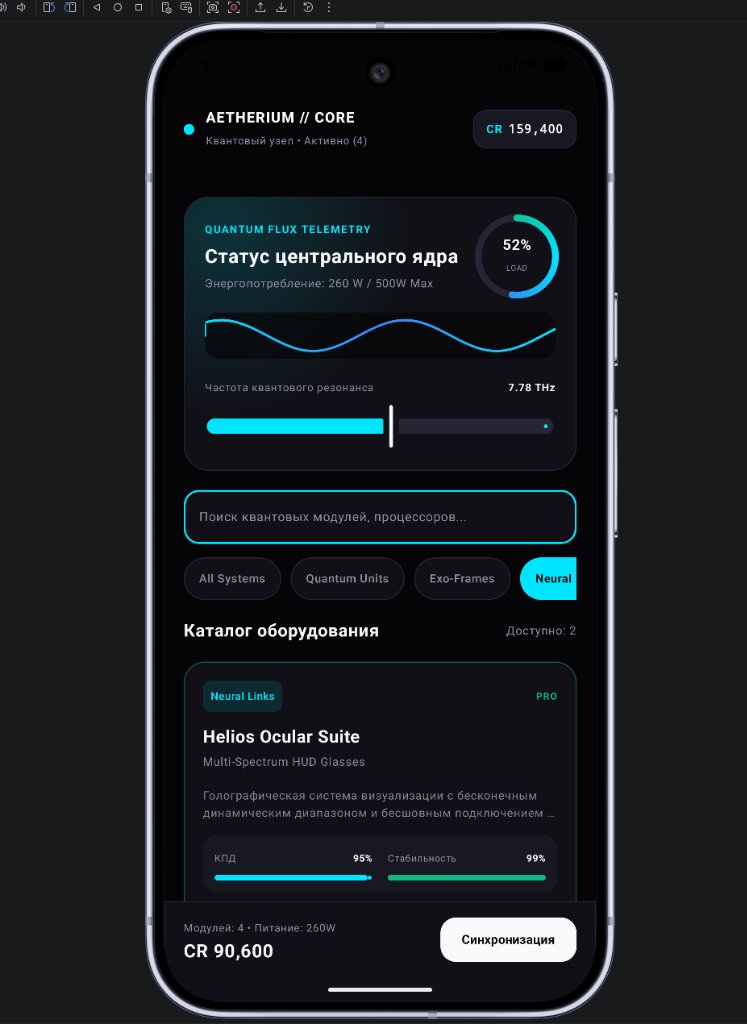 AETHERIUM // CORE
Квантовый узел • Активно (4)
CR 159,400
QUANTUM FLUX TELEMETRY
Статус центрального ядра
Энергопотребление: 260 W / 500W Max
52%
LOAD
Частота квантового резонанса
7.78 THz
Поиск квантовых модулей, процессоров...
All Systems
Quantum Units
Exo-Frames
Neural
Каталог оборудования
Доступно: 2
Neural Links
PRO
Helios Ocular Suite
Multi-Spectrum HUD Glasses
Голографическая система визуализации с бесконечным
динамическим диапазоном и бесшовным подключением …
КПД
95%
Стабильность
99%
Модулей: 4 • Питание: 260W
CR 90,600
Синхронизация